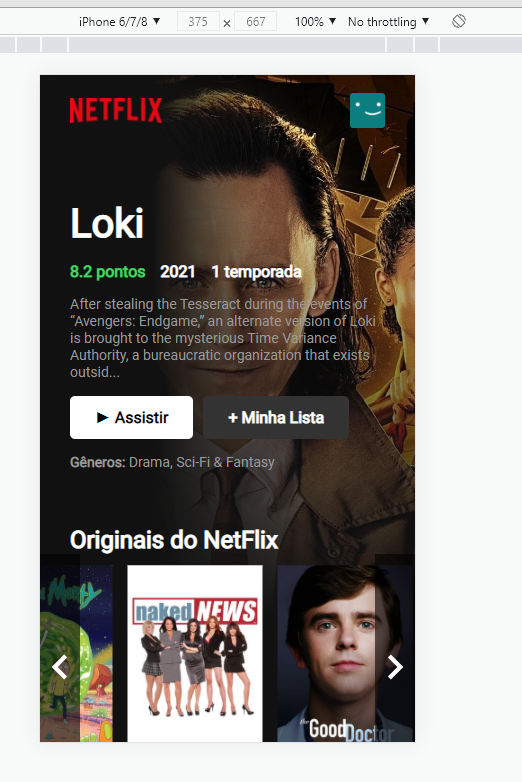 iPhone 6/7/8 ▼ 375 × 667 100% ▼ No throttling ▼
NETFLIX
Loki
8.2 pontos 2021 1 temporada
After stealing the Tesseract during the events of
“Avengers: Endgame,” an alternate version of Loki
is brought to the mysterious Time Variance
Authority, a bureaucratic organization that exists
outsid...
► Assistir + Minha Lista
Gêneros: Drama, Sci-Fi & Fantasy
Originais do NetFlix
naked NEWS
the Good Doctor